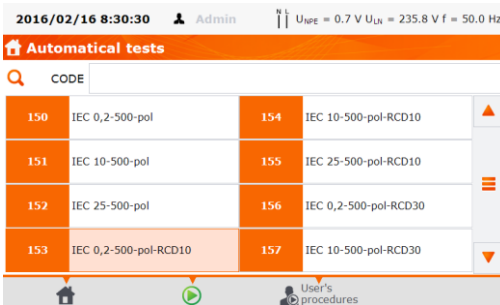 2016/02/16 8:30:30 Admin N L UNPE = 0.7 V ULN = 235.8 V f = 50.0 Hz
Automatical tests
CODE
150 IEC 0,2-500-pol 154 IEC 10-500-pol-RCD10
151 IEC 10-500-pol 155 IEC 25-500-pol-RCD10
152 IEC 25-500-pol 156 IEC 0,2-500-pol-RCD30
153 IEC 0,2-500-pol-RCD10 157 IEC 10-500-pol-RCD30
User's
procedures